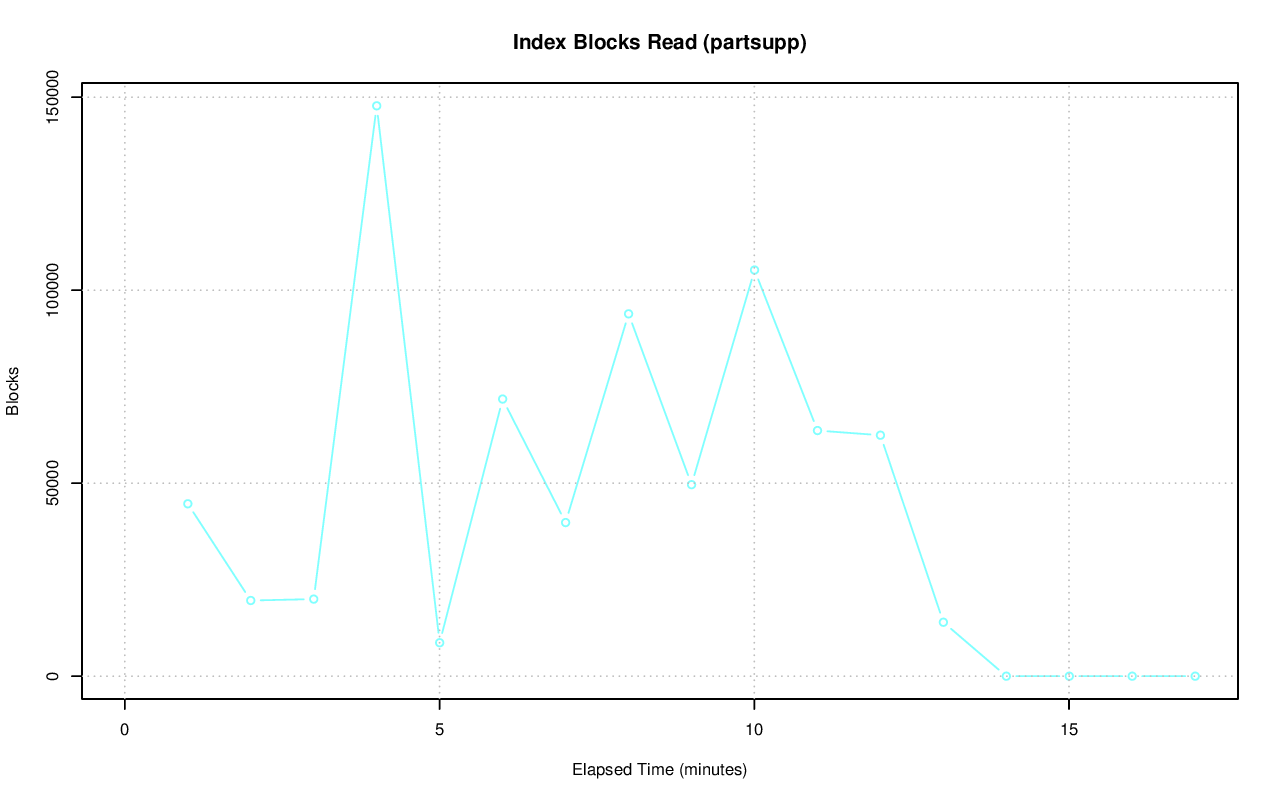 Index Blocks Read (partsupp)
150000
100000
50000
0
Blocks
0 5 10 15
Elapsed Time (minutes)